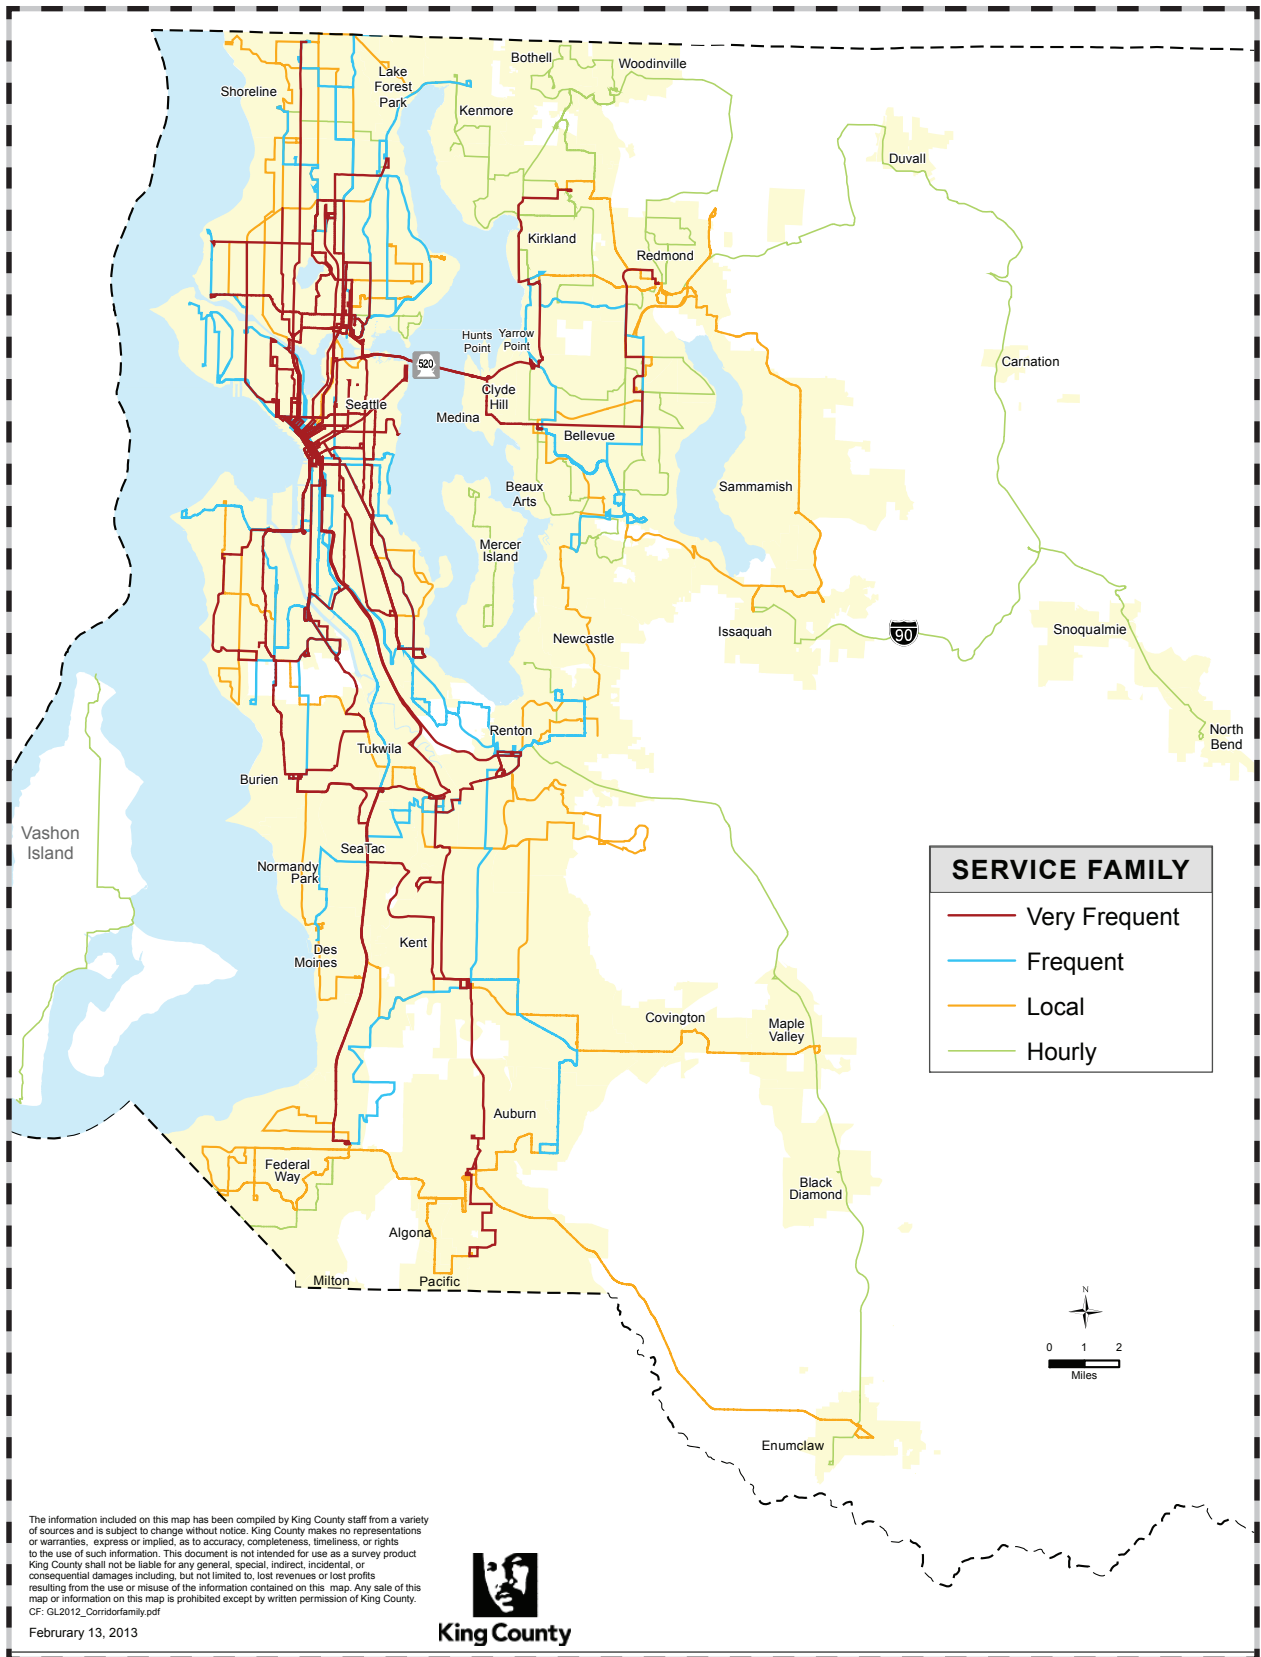 Bothell
Woodinville
Lake
Forest
Park
Shoreline
Kenmore
Duvall
Kirkland
Redmond
Hunts
Point
Yarrow
Point
520
Carnation
Clyde
Hill
Seattle
Medina
Bellevue
Beaux
Arts
Sammamish
Mercer
Island
Newcastle
Issaquah
90
Snoqualmie
North
Bend
Renton
Tukwila
Burien
Vashon
Island
SeaTac
Normandy
Park
SERVICE FAMILY
Very Frequent
Frequent
Local
Hourly
Kent
Des
Moines
Covington
Maple
Valley
Auburn
Federal
Way
Black
Diamond
Algona
Milton
Pacific
N
0 1 2
Miles
Enumclaw
The information included on this map has been compiled by King County staff from a variety
of sources and is subject to change without notice. King County makes no representations
or warranties, express or implied, as to accuracy, completeness, timeliness, or rights
to the use of such information. This document is not intended for use as a survey product
King County shall not be liable for any general, special, indirect, incidental, or
consequential damages including, but not limited to, lost revenues or lost profits
resulting from the use or misuse of the information contained on this map. Any sale of this
map or information on this map is prohibited except by written permission of King County.
CF: GL2012_Corridorfamily.pdf
Februrary 13, 2013
King County